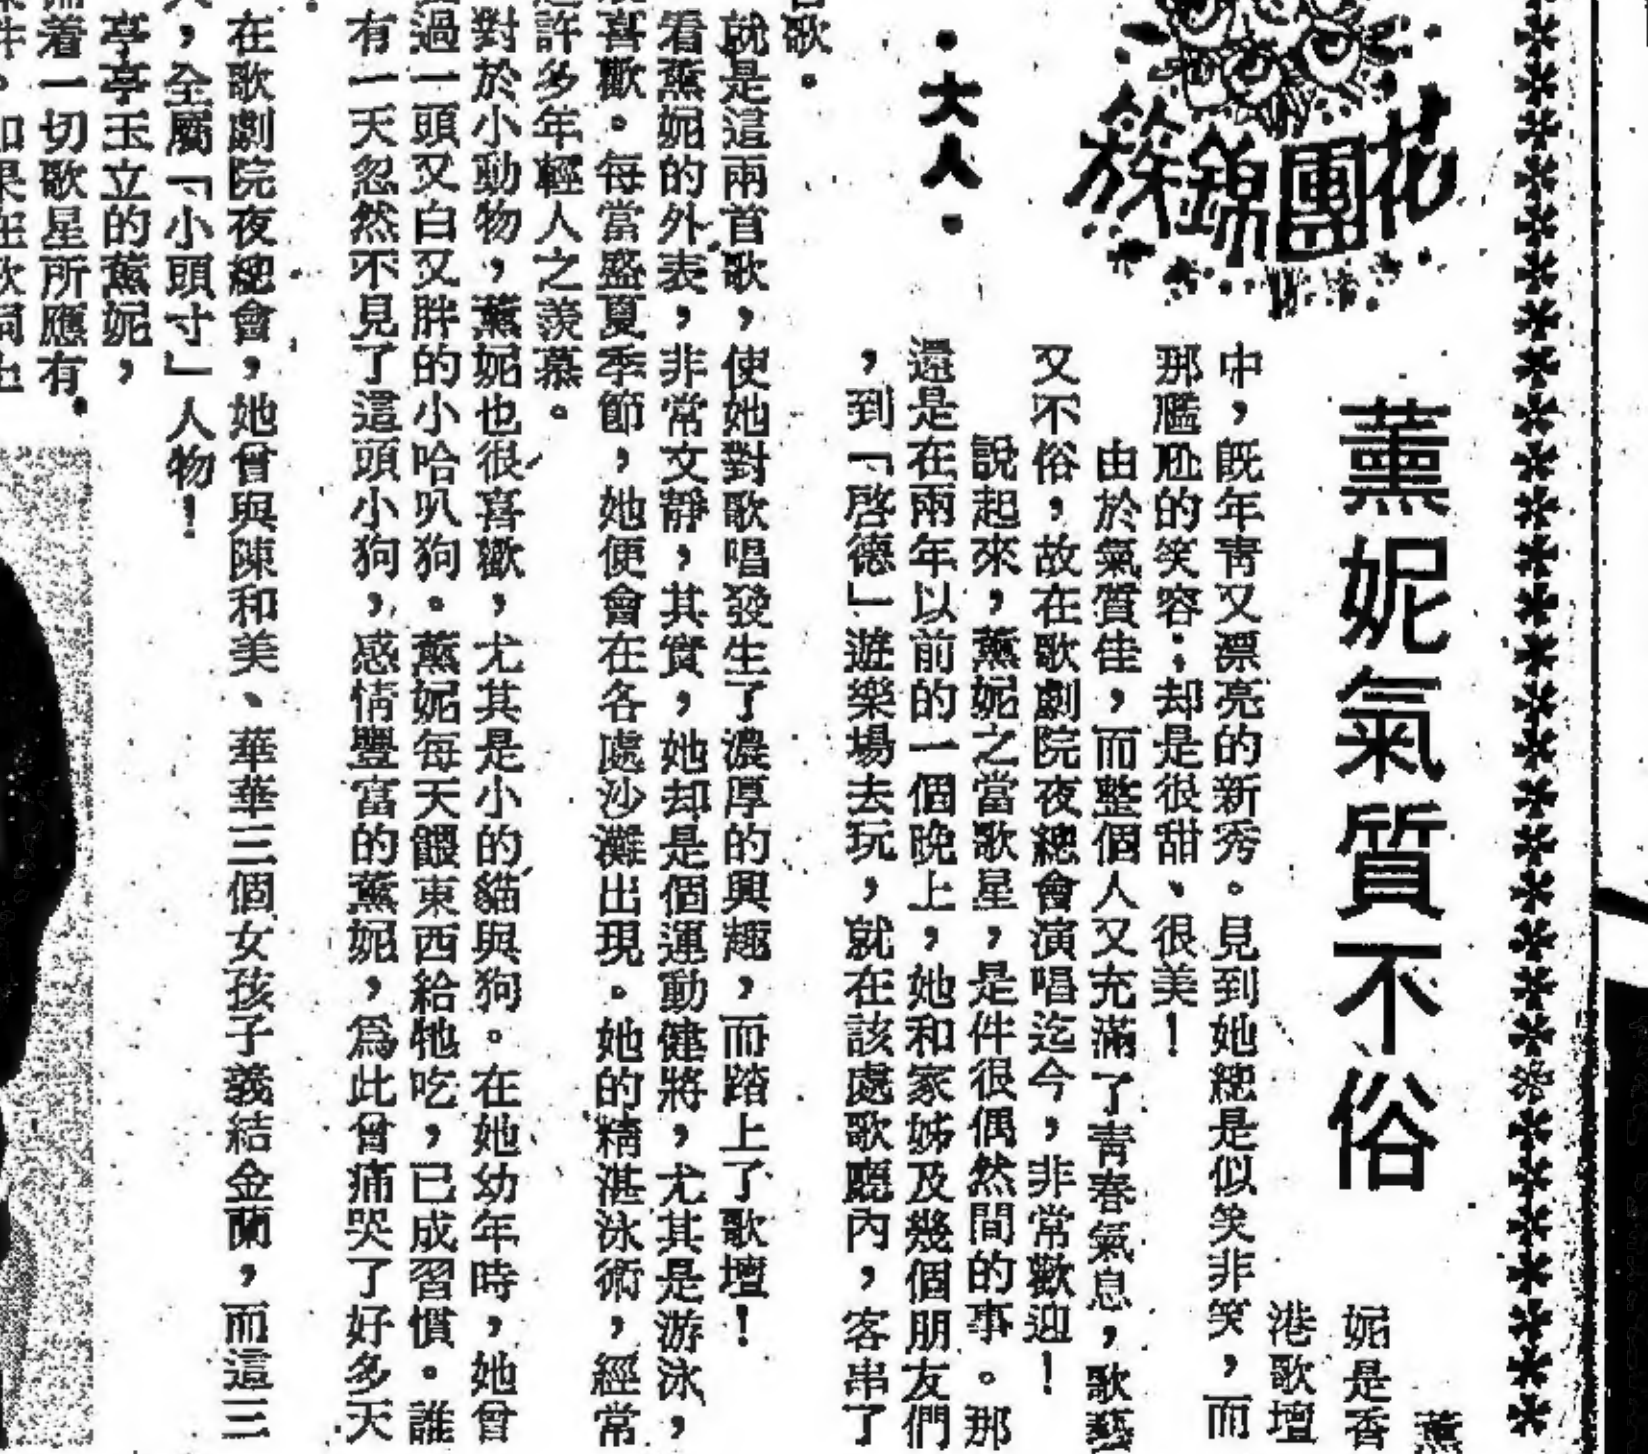 花團錦簇
•大人•
薰妮氣質不俗
薰
妮是香
港歌壇
中，既年青又漂亮的新秀。見到她總是似笑非笑，而
那尷尬的笑容；却是很甜、很美！
由於氣質佳，而整個人又充滿了青春氣息，歌藝
又不俗，故在歌劇院夜總會演唱迄今，非常歡迎！
說起來，薰妮之當歌星，是件很偶然間的事。那
還是在兩年以前的一個晚上，她和家姊及幾個朋友們
，到「啓德」遊樂場去玩，就在該處歌廳內，客串了
歌。
就是這兩首歌，使她對歌唱發生了濃厚的興趣，而踏上了歌壇！
看薰妮的外表，非常文靜，其實，她却是個運動健將，尤其是游泳，
喜歡。每當盛夏季節，她便會在各處沙灘出現。她的精湛泳術，經常
許多年輕人之羨慕。
對於小動物，薰妮也很喜歡，尤其是小的貓與狗。在她幼年時，她曾
過一頭又白又胖的小哈叭狗。薰妮每天餵東西給牠吃，已成習慣。誰
有一天忽然不見了這頭小狗，感情豐富的薰妮，爲此曾痛哭了好多天
在歌劇院夜總會，她曾與陳和美、華華三個女孩子義結金蘭，而這三
，全屬「小頭寸」人物！
亭亭玉立的薰妮，
着一切歌星所應有
件。如果在歌詞